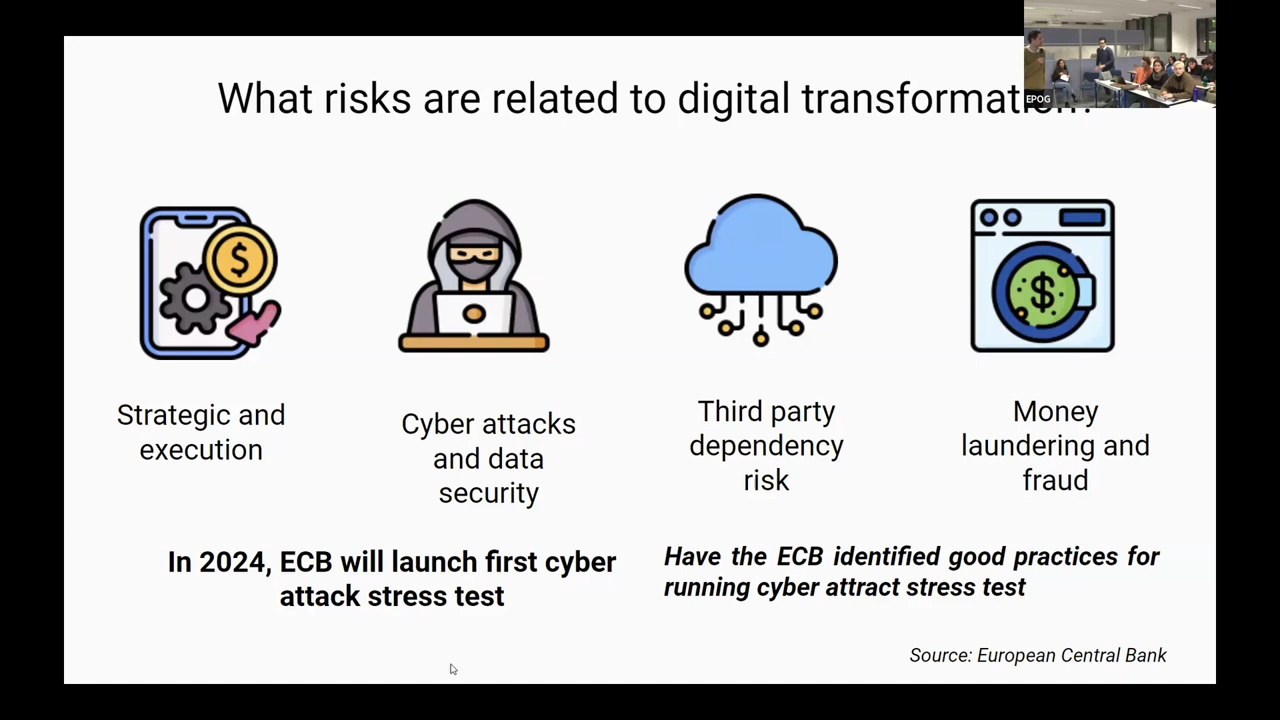 What risks are related to digital transformation?
EPOG
Strategic and
execution
Cyber attacks
and data
security
Third party
dependency
risk
Money
laundering and
fraud
In 2024, ECB will launch first cyber
attack stress test
Have the ECB identified good practices for
running cyber attract stress test
Source: European Central Bank